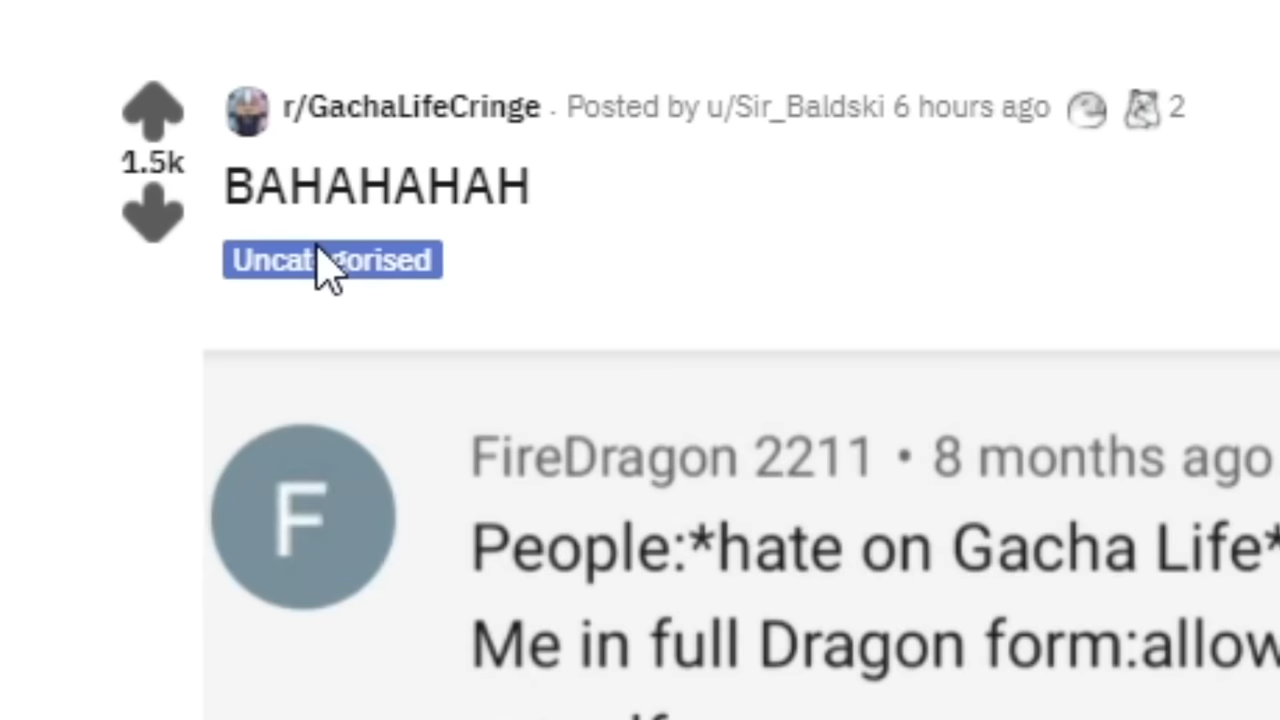 r/GachaLifeCringe · Posted by u/Sir_Baldski 6 hours ago 2
1.5k
BAHAHAHAH
Uncategorised
F
FireDragon 2211 • 8 months ago
People:*hate on Gacha Life*
Me in full Dragon form:allow